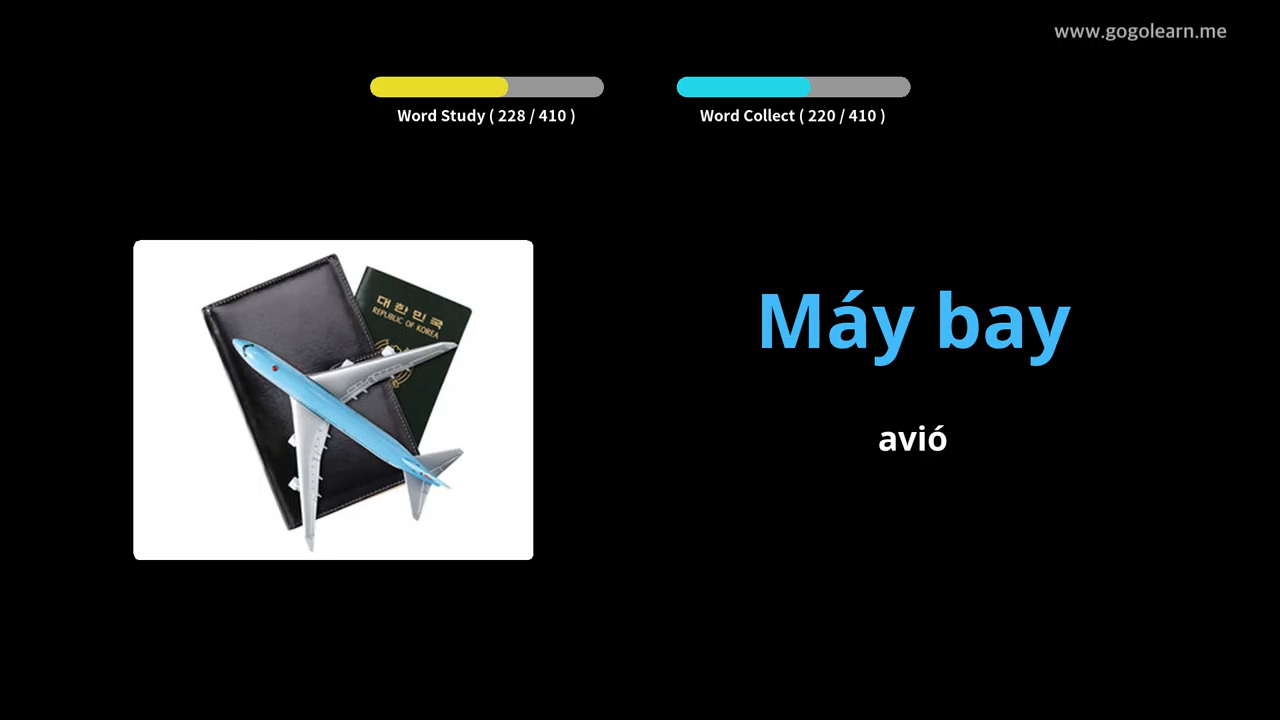 www.gogolearn.me
Word Study ( 228 / 410 )
Word Collect ( 220 / 410 )
대한민국
REPUBLIC OF KOREA
Máy bay
avió